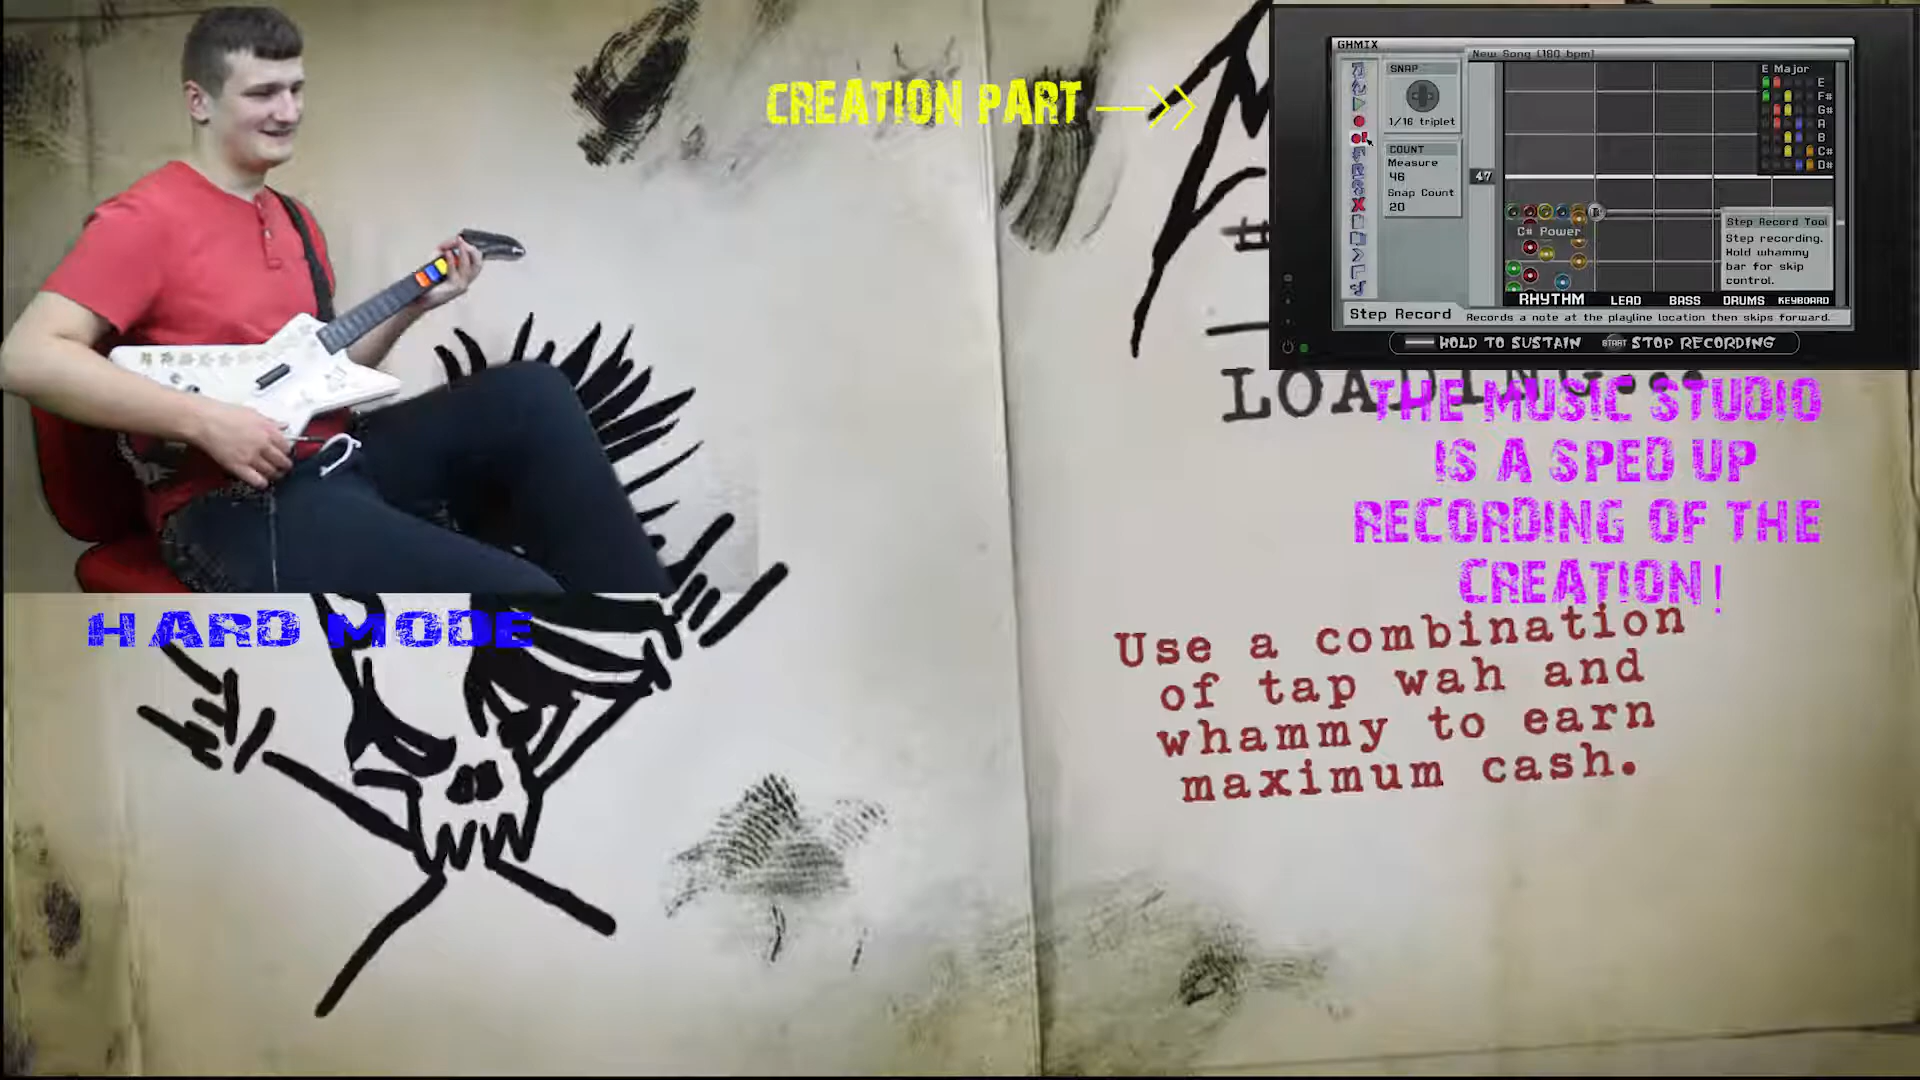 CREATION PART -->>
GHMIX
New Song [180 bpm]
SNAP
1/16 triplet
COUNT
Measure
46
Snap Count
20
47
E Major
E
F#
G#
A
B
C#
D#
C# Power
Step Record Tool
Step recording.
Hold whammy
bar for skip
control.
RHYTHM LEAD BASS DRUMS KEYBOARD
Step Record Records a note at the playline location then skips forward.
HOLD TO SUSTAIN START STOP RECORDING
LOADING...
THE MUSIC STUDIO
IS A SPED UP
RECORDING OF THE
CREATION!
HARD MODE
Use a combination
of tap wah and
whammy to earn
maximum cash.